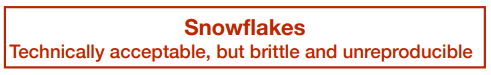 Snowflakes
Technically acceptable, but brittle and unreproducible